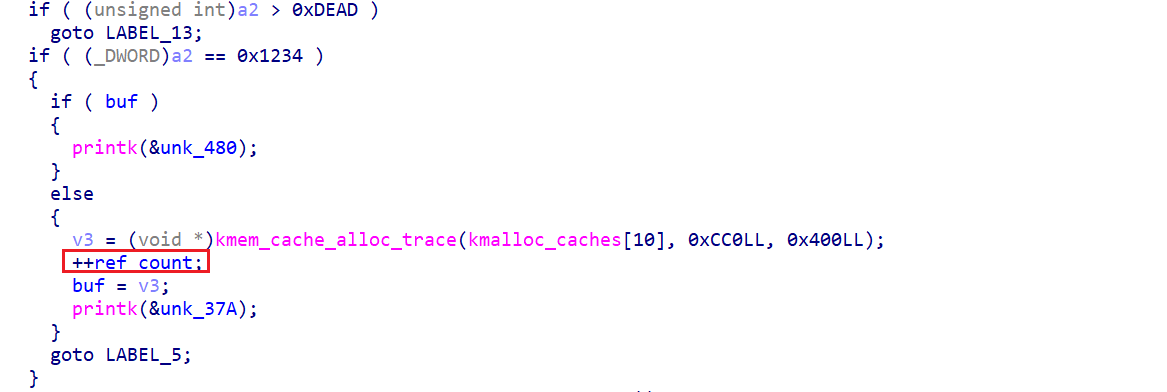 if ( (unsigned int)a2 > 0xDEAD )
goto LABEL_13;
if ( (_DWORD)a2 == 0x1234 )
{
if ( buf )
{
printk(&unk_480);
}
else
{
v3 = (void *)kmem_cache_alloc_trace(kmalloc_caches[10], 0xCC0LL, 0x400LL);
++ref_count;
buf = v3;
printk(&unk_37A);
}
goto LABEL_5;
}